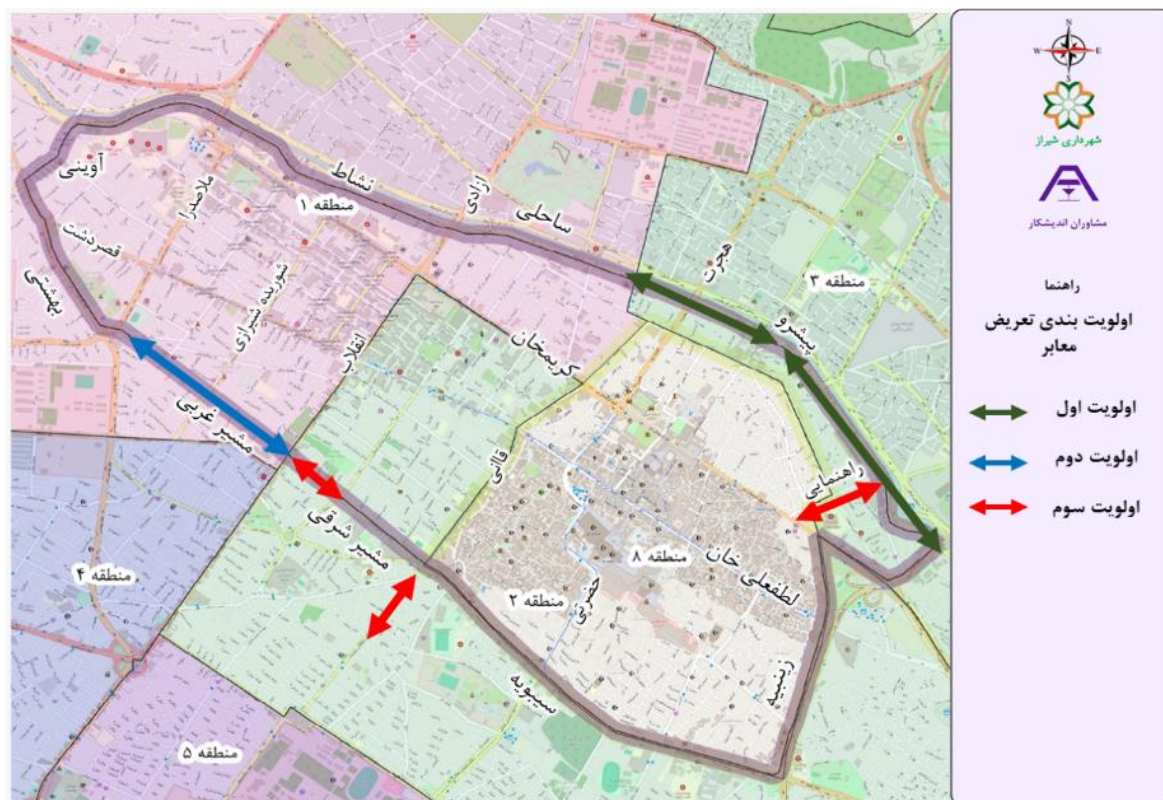 N
W
E
S
شهرداری شیراز
مشاوران اندیشکار
راهنما
اولویت بندی تعریض
معابر
اولویت اول
اولویت دوم
اولویت سوم
آوینی
ملاصدرا
نشاط
آزادی
منطقه ۱
ساحلی
هجرت
منطقه ۳
قصردشت
بهشتی
شوریده شیرازی
انقلاب
کریمخان
پیشرو
مشیر غربی
قاآنی
راهنمایی
مشیر شرقی
منطقه ۴
منطقه ۸
لطفعلی خان
منطقه ۲
حضرتی
زینبیه
سیبویه
منطقه ۵